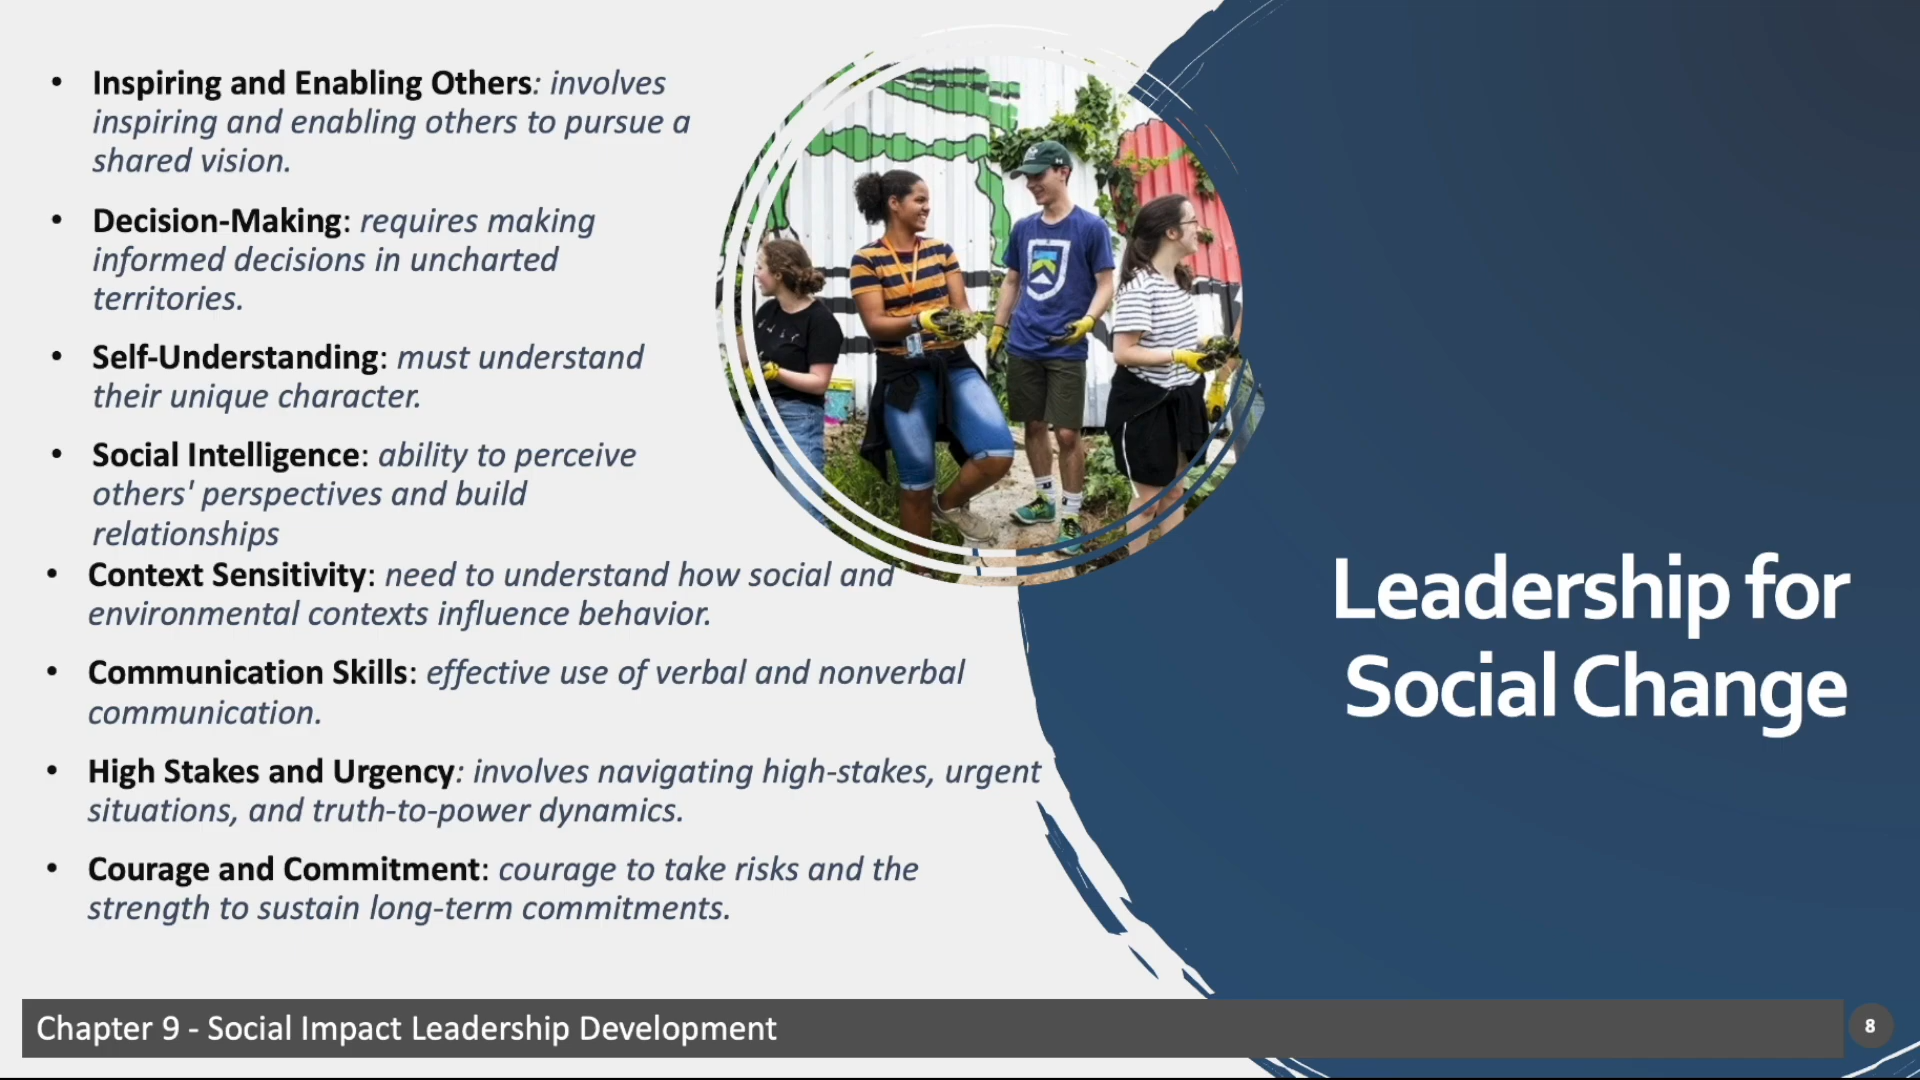 • Inspiring and Enabling Others: involves
inspiring and enabling others to pursue a
shared vision.
• Decision-Making: requires making
informed decisions in uncharted
territories.
• Self-Understanding: must understand
their unique character.
• Social Intelligence: ability to perceive
others' perspectives and build
relationships
• Context Sensitivity: need to understand how social and
environmental contexts influence behavior.
• Communication Skills: effective use of verbal and nonverbal
communication.
• High Stakes and Urgency: involves navigating high-stakes, urgent
situations, and truth-to-power dynamics.
• Courage and Commitment: courage to take risks and the
strength to sustain long-term commitments.
Leadership for
Social Change
Chapter 9 - Social Impact Leadership Development
8